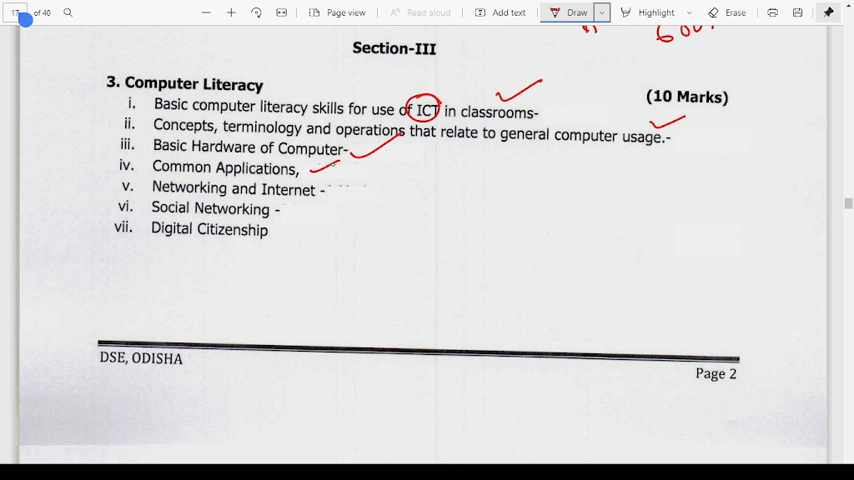 17 of 40 Page view Read aloud Add text Draw Highlight Erase
600
Section-III
3. Computer Literacy (10 Marks)
i. Basic computer literacy skills for use of ICT in classrooms-
ii. Concepts, terminology and operations that relate to general computer usage.-
iii. Basic Hardware of Computer-
iv. Common Applications,
v. Networking and Internet -
vi. Social Networking -
vii. Digital Citizenship
DSE, ODISHA
Page 2